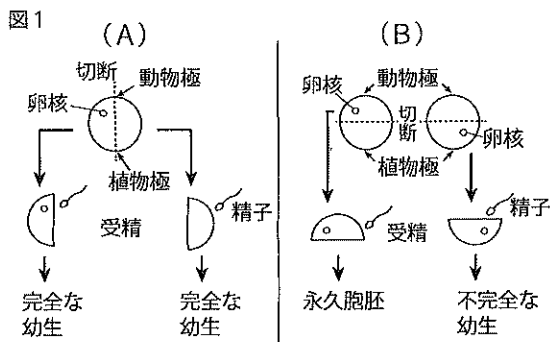 図1
(A)
切断
動物極
卵核
植物極
受精
精子
完全な
幼生
完全な
幼生
(B)
動物極
卵核
切
断
卵核
植物極
受精
精子
永久胞胚
不完全な
幼生